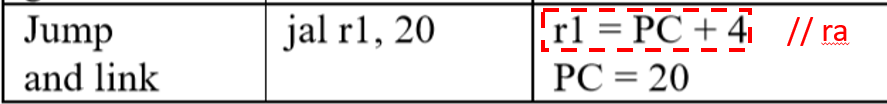 Jump jal r1, 20 r1 = PC + 4 // ra
and link PC = 20